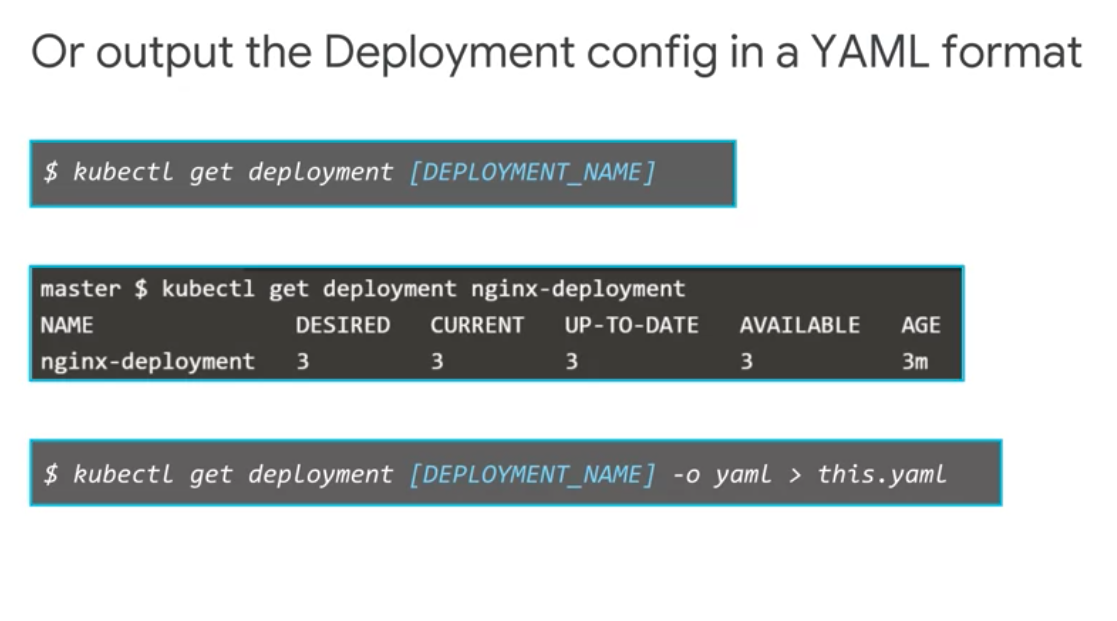 Or output the Deployment config in a YAML format
$ kubectl get deployment [DEPLOYMENT_NAME]
master $ kubectl get deployment nginx-deployment
NAME DESIRED CURRENT UP-TO-DATE AVAILABLE AGE
nginx-deployment 3 3 3 3 3m
$ kubectl get deployment [DEPLOYMENT_NAME] -o yaml > this.yaml